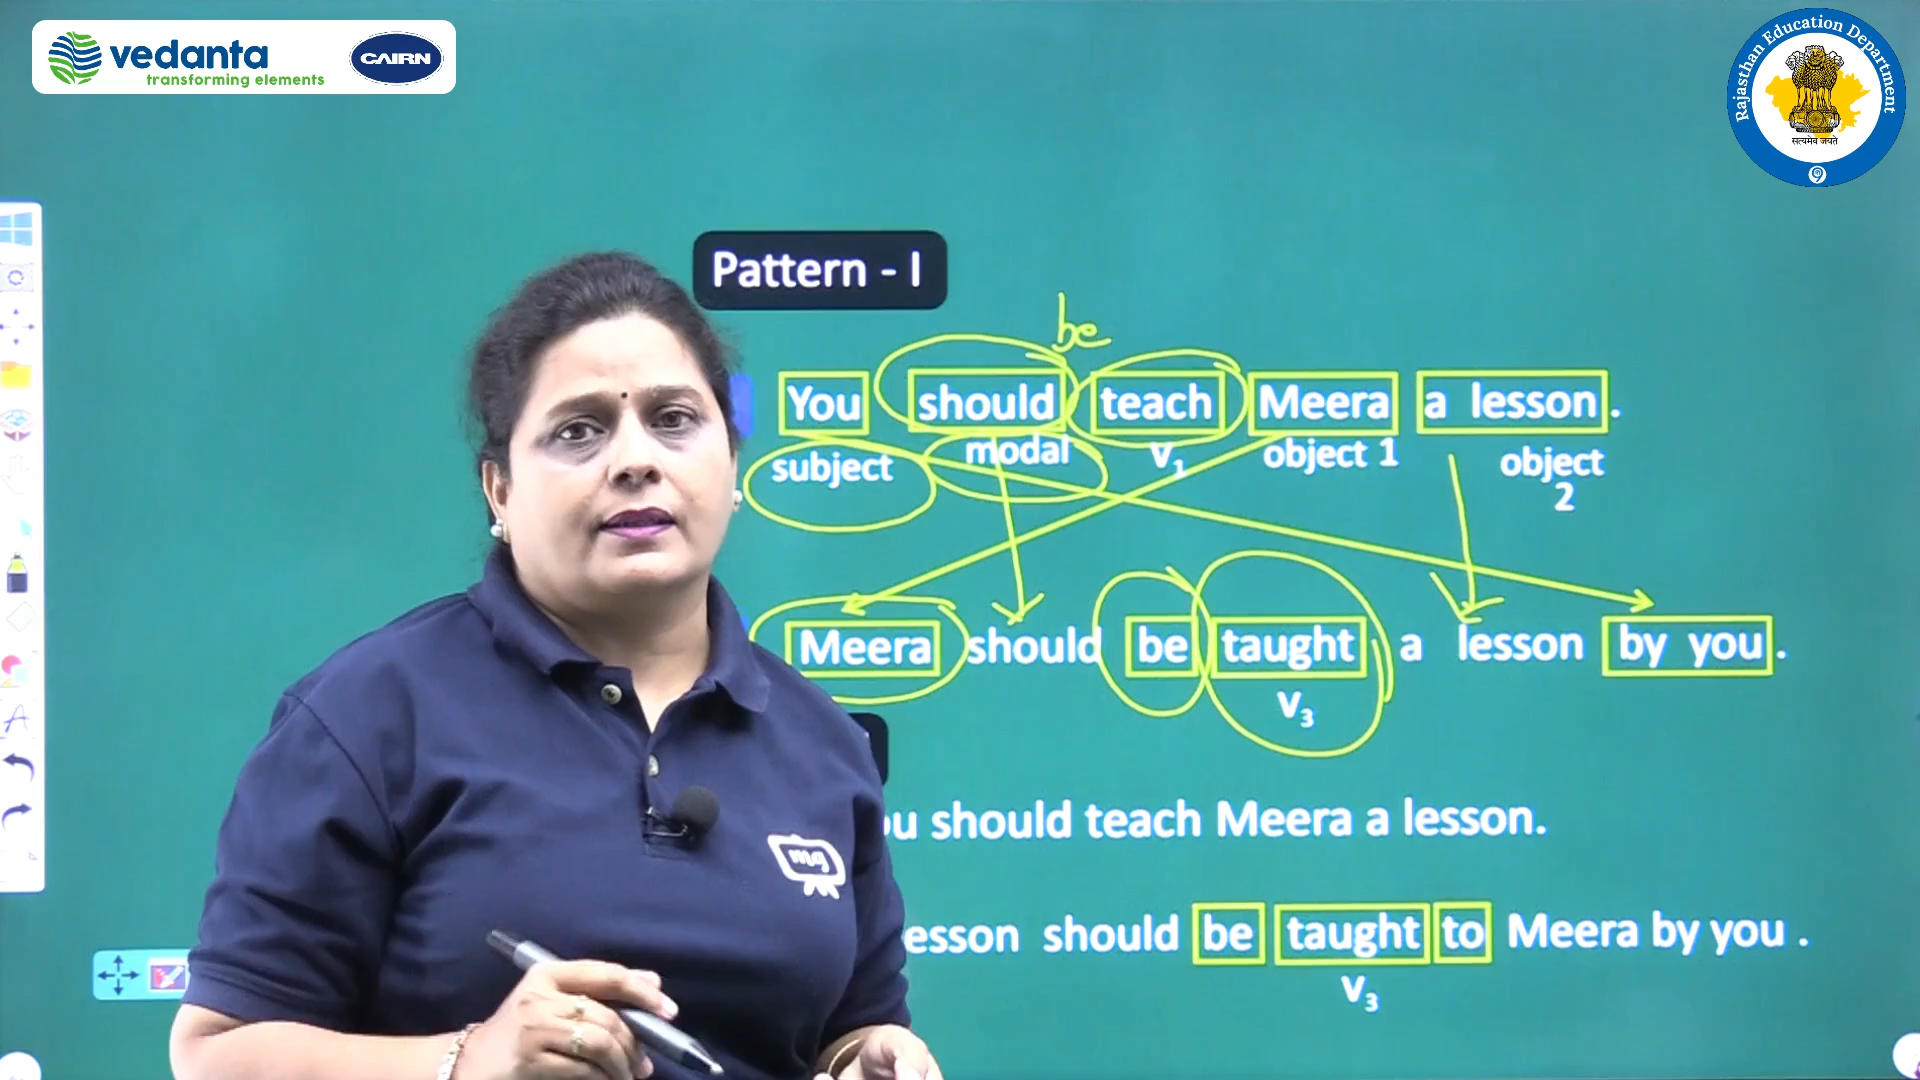 vedanta
transforming elements
CAIRN
Rajasthan Education Department
सत्यमेव जयते
Pattern - I
be
You should teach Meera a lesson.
subject modal V₁ object 1 object 2
Meera should be taught a lesson by you.
V₃
should teach Meera a lesson.
should be taught to Meera by you.
V₃
mg